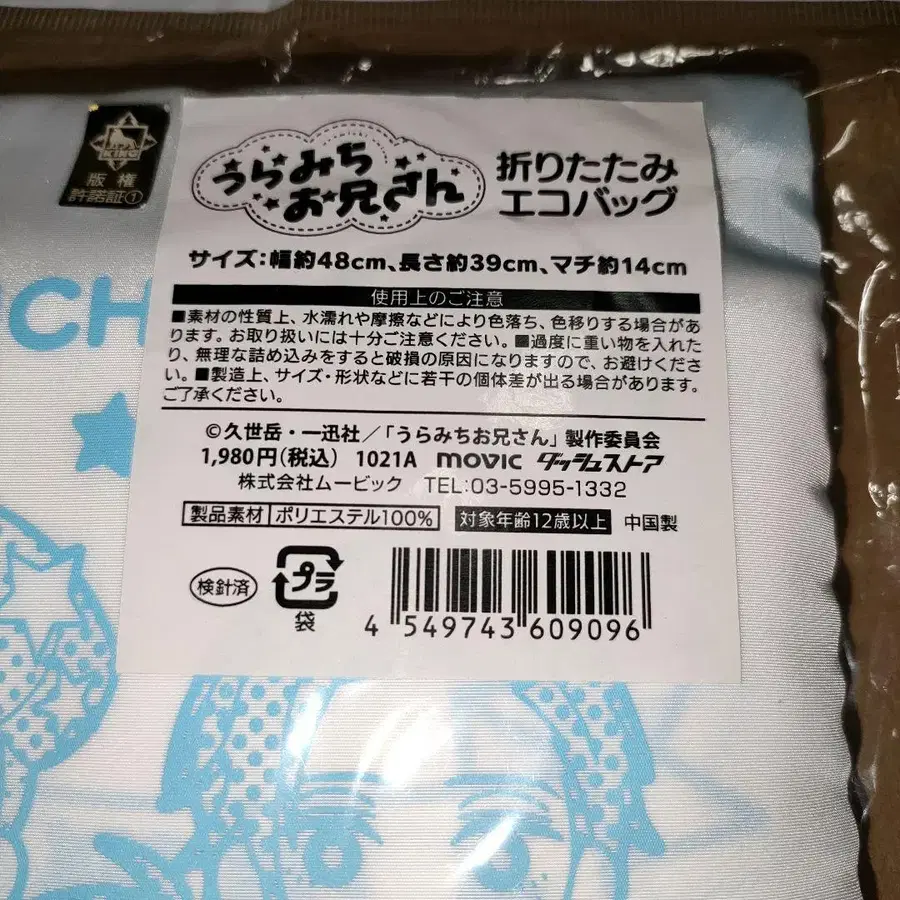 KING
版権
許諾証①
うらみち
お兄さん
折りたたみ
エコバッグ
サイズ:幅約48cm、長さ約39cm、マチ約14cm
使用上のご注意
■素材の性質上、水濡れや摩擦などにより色落ち、色移りする場合があ
ります。お取り扱いには十分ご注意ください。■過度に重い物を入れた
り、無理な詰め込みをすると破損の原因になりますので、お避けくださ
い。■製造上、サイズ・形状などに若干の個体差が出る場合があります。
ご了承ください。
©久世岳・一迅社/「うらみちお兄さん」製作委員会
1,980円(税込) 1021A movic ダッシュストア
株式会社ムービック TEL:03-5995-1332
製品素材 ポリエステル100% 対象年齢12歳以上 中国製
検針済 プラ
袋
4 549743 609096
CH